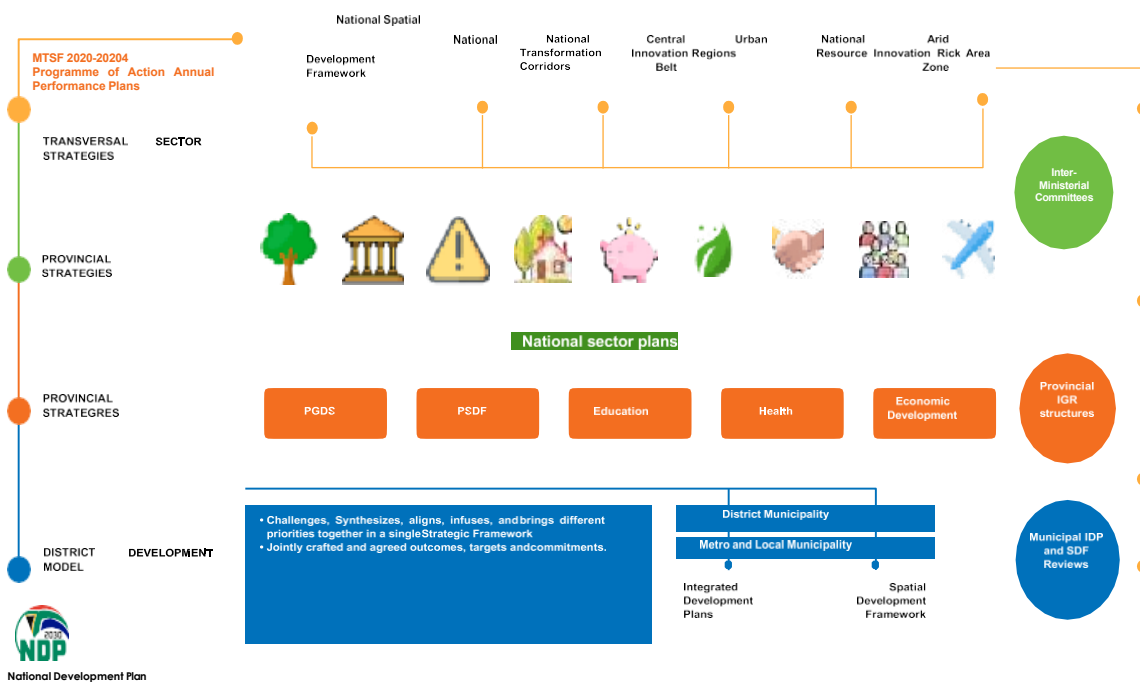 National Spatial
Development
Framework
National
National
Transformation
Corridors
Central
Urban
Innovation Regions
Belt
National
Arid
Resource Innovation Rick Area
Zone
MTSF 2020-20204
Programme of Action Annual
Performance Plans
TRANSVERSAL SECTOR
STRATEGIES
Inter-
Ministerial
Committees
PROVINCIAL
STRATEGIES
National sector plans
PROVINCIAL
STRATEGRES
PGDS
PSDF
Education
Health
Economic
Development
Provincial
IGR
structures
• Challenges, Synthesizes, aligns, infuses, andbrings different
priorities together in a singleStrategic Framework
• Jointly crafted and agreed outcomes, targets andcommitments.
District Municipality
Metro and Local Municipality
DISTRICT DEVELOPMENT
MODEL
Municipal IDP
and SDF
Reviews
Integrated
Development
Plans
Spatial
Development
Framework
2030
NDP
National Development Plan